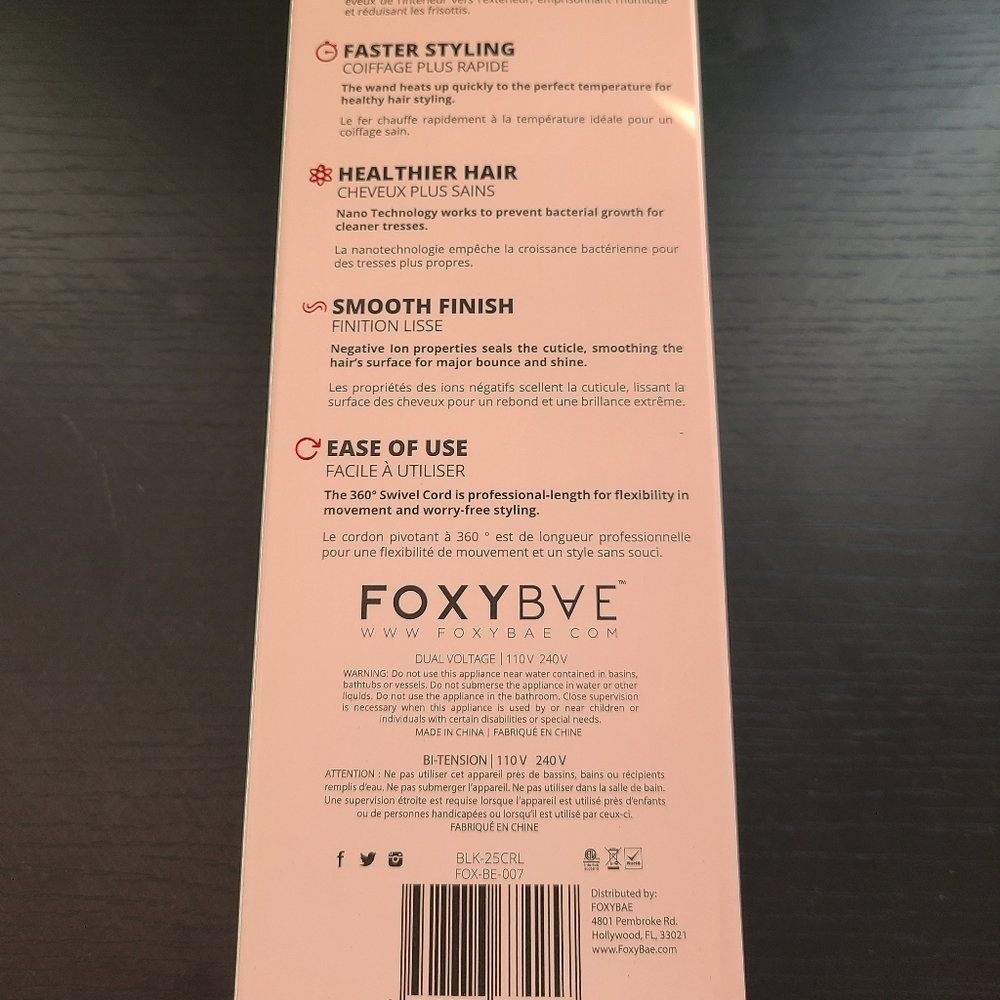 eveux de l'intérieur vers l'extérieur, emprisonnant l'humidité
et réduisant les frisottis.
FASTER STYLING
COIFFAGE PLUS RAPIDE
The wand heats up quickly to the perfect temperature for
healthy hair styling.
Le fer chauffe rapidement à la température idéale pour un
coiffage sain.
HEALTHIER HAIR
CHEVEUX PLUS SAINS
Nano Technology works to prevent bacterial growth for
cleaner tresses.
La nanotechnologie empêche la croissance bactérienne pour
des tresses plus propres.
SMOOTH FINISH
FINITION LISSE
Negative Ion properties seals the cuticle, smoothing the
hair's surface for major bounce and shine.
Les propriétés des ions négatifs scellent la cuticule, lissant la
surface des cheveux pour un rebond et une brillance extrême.
EASE OF USE
FACILE À UTILISER
The 360° Swivel Cord is professional-length for flexibility in
movement and worry-free styling.
Le cordon pivotant à 360 ° est de longueur professionnelle
pour une flexibilité de mouvement et un style sans souci.
FOXYBAE™
WWW FOXYBAE COM
DUAL VOLTAGE | 110V 240V
WARNING: Do not use this appliance near water contained in basins,
bathtubs or vessels. Do not submerse the appliance in water or other
liquids. Do not use the appliance in the bathroom. Close supervision
is necessary when this appliance is used by or near children or
individuals with certain disabilities or special needs.
MADE IN CHINA | FABRIQUÉ EN CHINE
BI-TENSION | 110V 240V
ATTENTION : Ne pas utiliser cet appareil près de bassins, bains ou récipients
remplis d'eau. Ne pas submerger l'appareil. Ne pas utiliser dans la salle de bain.
Une supervision étroite est requise lorsque l'appareil est utilisé près d'enfants
ou de personnes handicapées ou lorsqu'il est utilisé par ceux-ci.
FABRIQUÉ EN CHINE
BLK-25CRL
FOX-BE-007
Distributed by:
FOXYBAE
4801 Pembroke Rd.
Hollywood, FL, 33021
www.FoxyBae.com